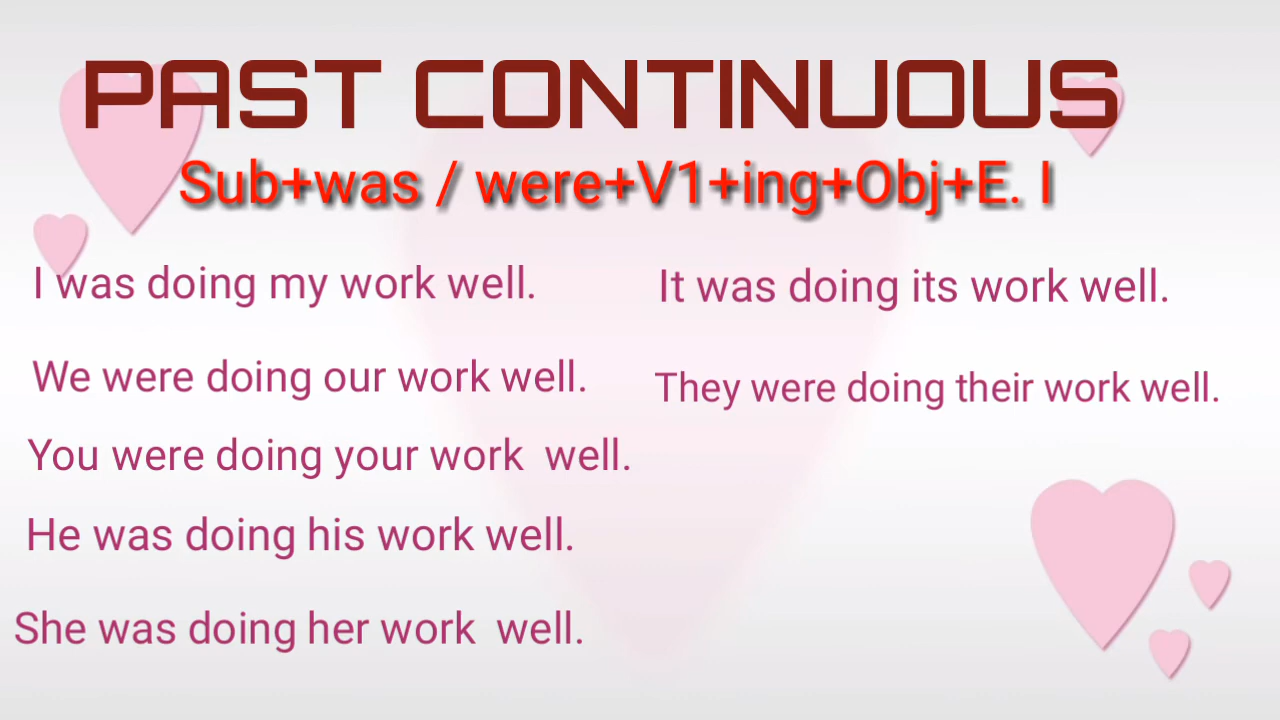 PAST CONTINUOUS
Sub+was / were+V1+ing+Obj+E. I
I was doing my work well.
We were doing our work well.
You were doing your work  well.
He was doing his work well.
She was doing her work  well.
It was doing its work well.
They were doing their work well.